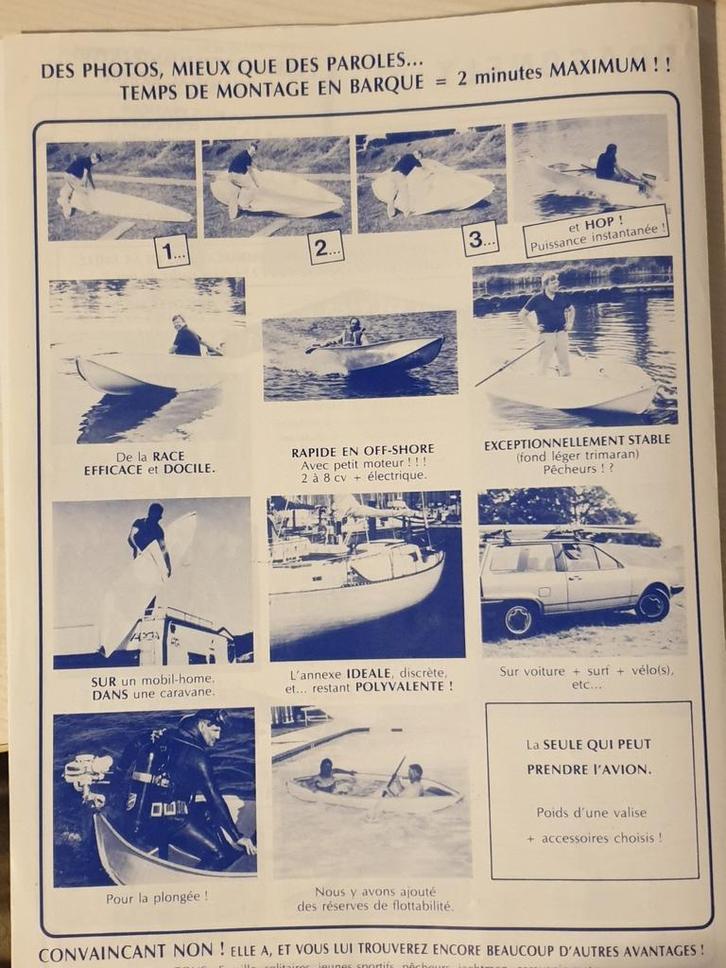 DES PHOTOS, MIEUX QUE DES PAROLES...
TEMPS DE MONTAGE EN BARQUE = 2 minutes MAXIMUM ! !
1...
2...
3...
et HOP !
Puissance instantanée !
De la RACE
EFFICACE et DOCILE.
RAPIDE EN OFF-SHORE
Avec petit moteur ! ! !
2 à 8 cv + électrique.
EXCEPTIONNELLEMENT STABLE
(fond léger trimaran)
Pêcheurs ! ?
SUR un mobil-home.
DANS une caravane.
L'annexe IDEALE, discrète,
et... restant POLYVALENTE !
Sur voiture + surf + vélo(s),
etc...
La SEULE QUI PEUT
PRENDRE l'AVION.
Poids d'une valise
+ accessoires choisis !
Pour la plongée !
Nous y avons ajouté
des réserves de flottabilité.
CONVAINCANT NON ! ELLE A, ET VOUS LUI TROUVEREZ ENCORE BEAUCOUP D'AUTRES AVANTAGES !